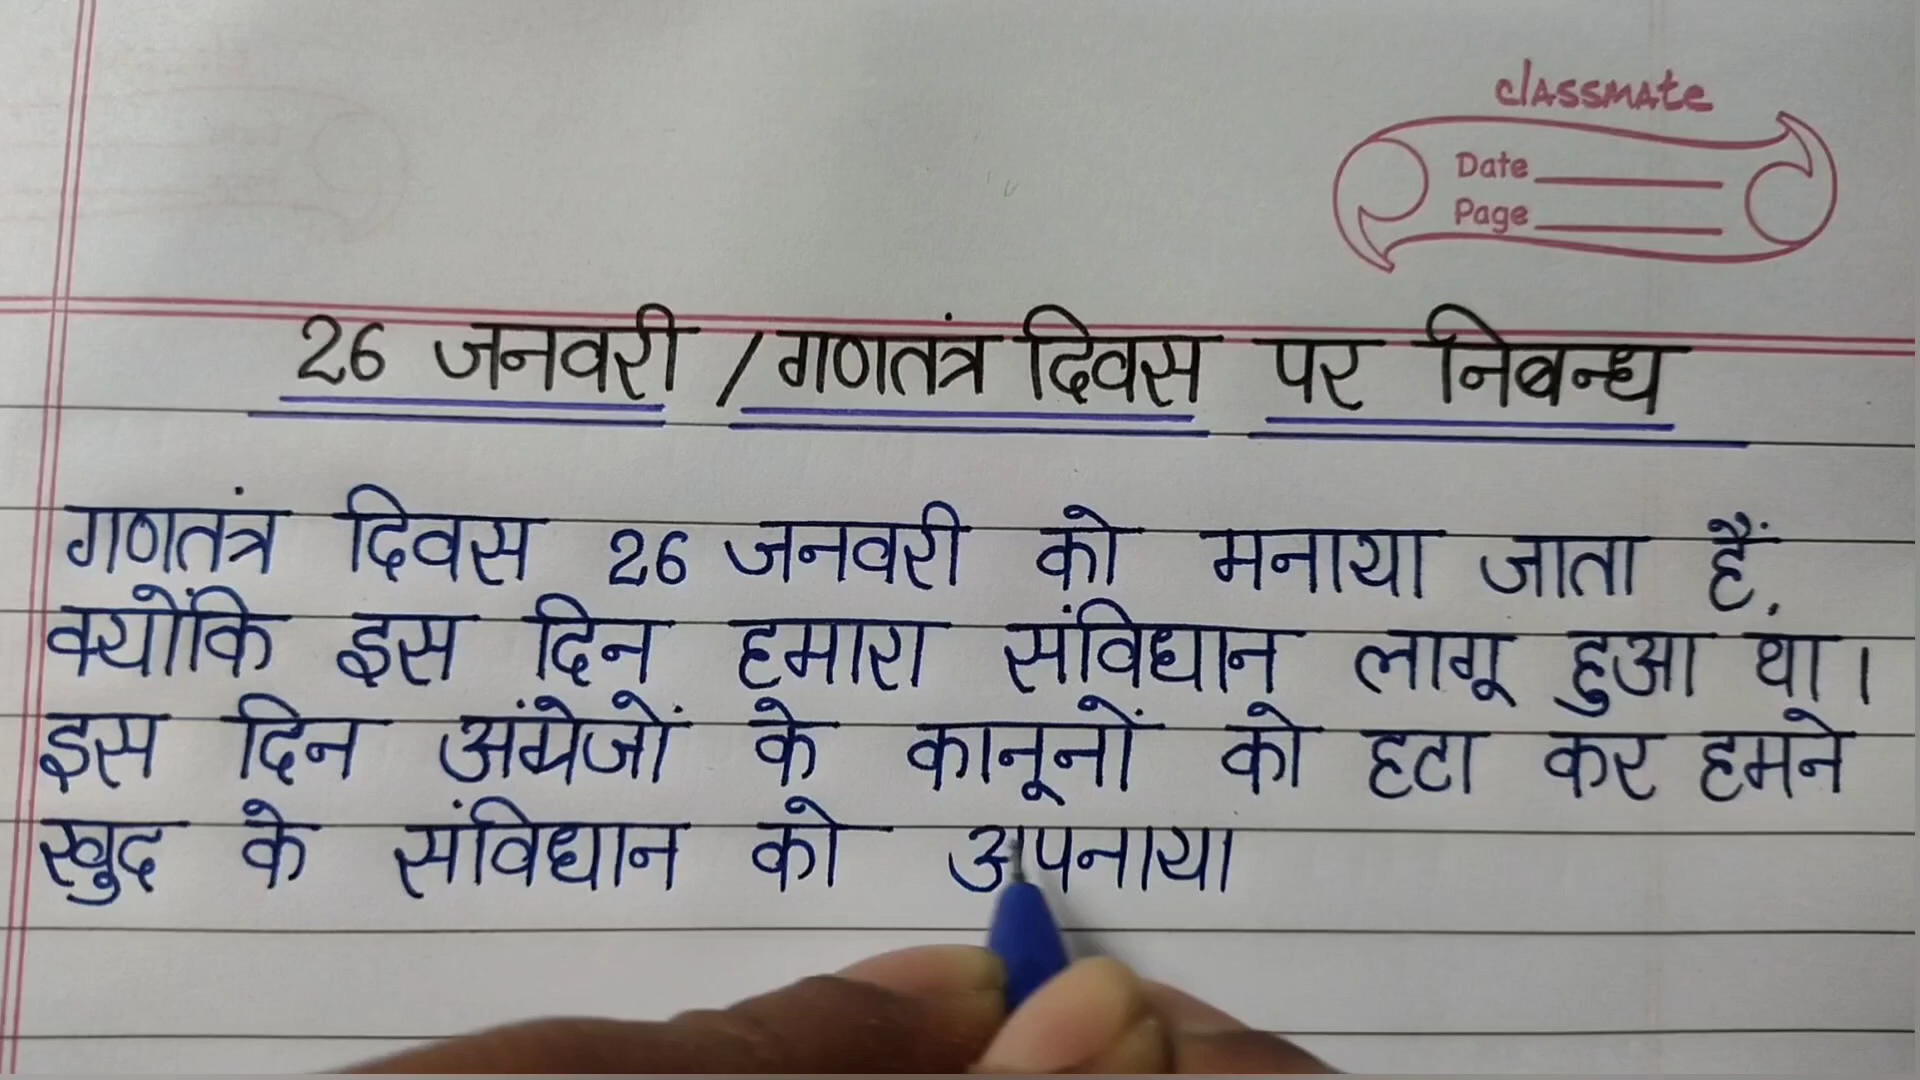 classmate
Date
Page
26 जनवरी / गणतंत्र दिवस पर निबन्ध
गणतंत्र दिवस 26 जनवरी को मनाया जाता हैं,
क्योंकि इस दिन हमारा संविधान लागू हुआ था।
इस दिन अंग्रेजों के कानूनों को हटा कर हमने
खुद के संविधान को अपनाया